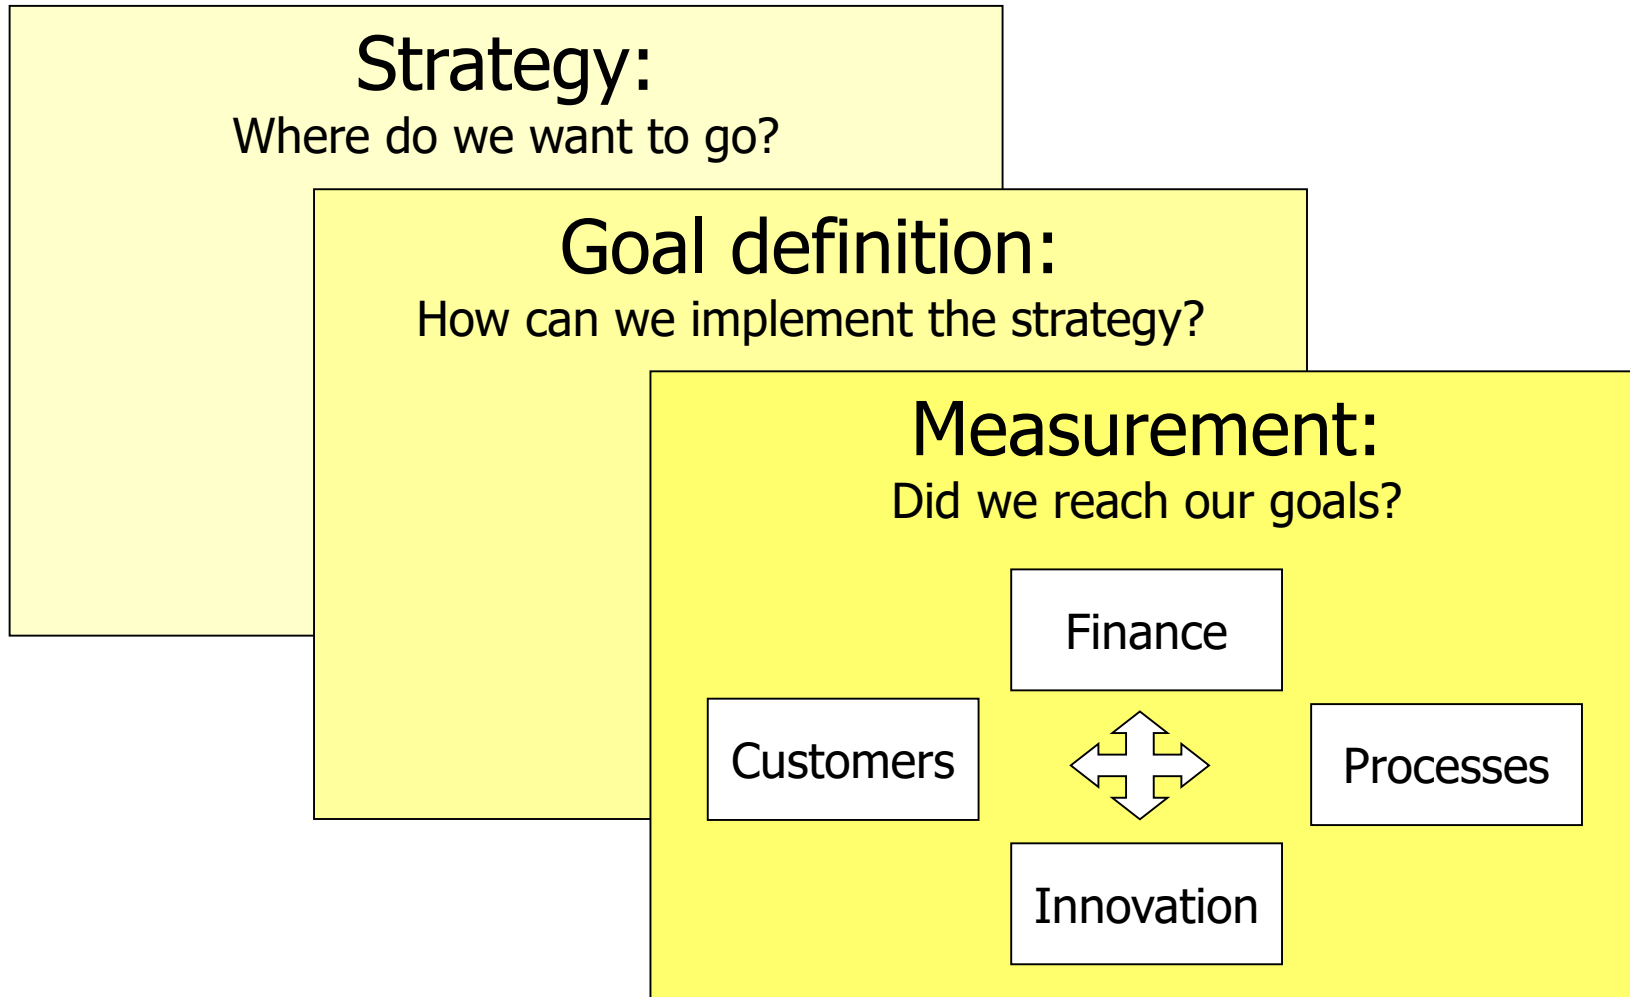 Strategy:
Where do we want to go?
Goal definition:
How can we implement the strategy?
Measurement:
Did we reach our goals?
Finance
Customers
Processes
Innovation